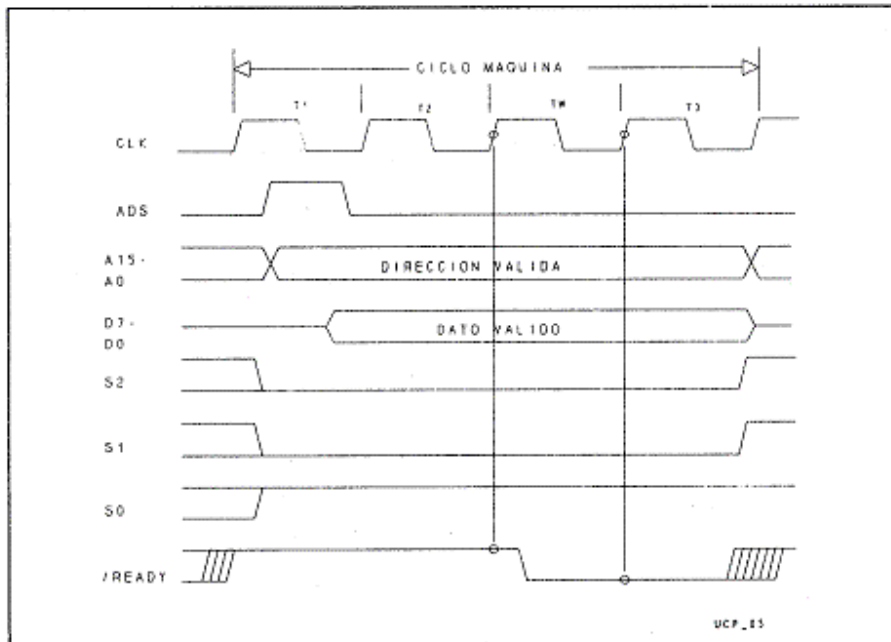 CICLO MAQUINA
T1 T2 TW T3
CLK
ADS
A15-
A0
DIRECCION VALIDA
D7-
D0
DATO VALIDO
S2
S1
S0
/READY
UCP_03